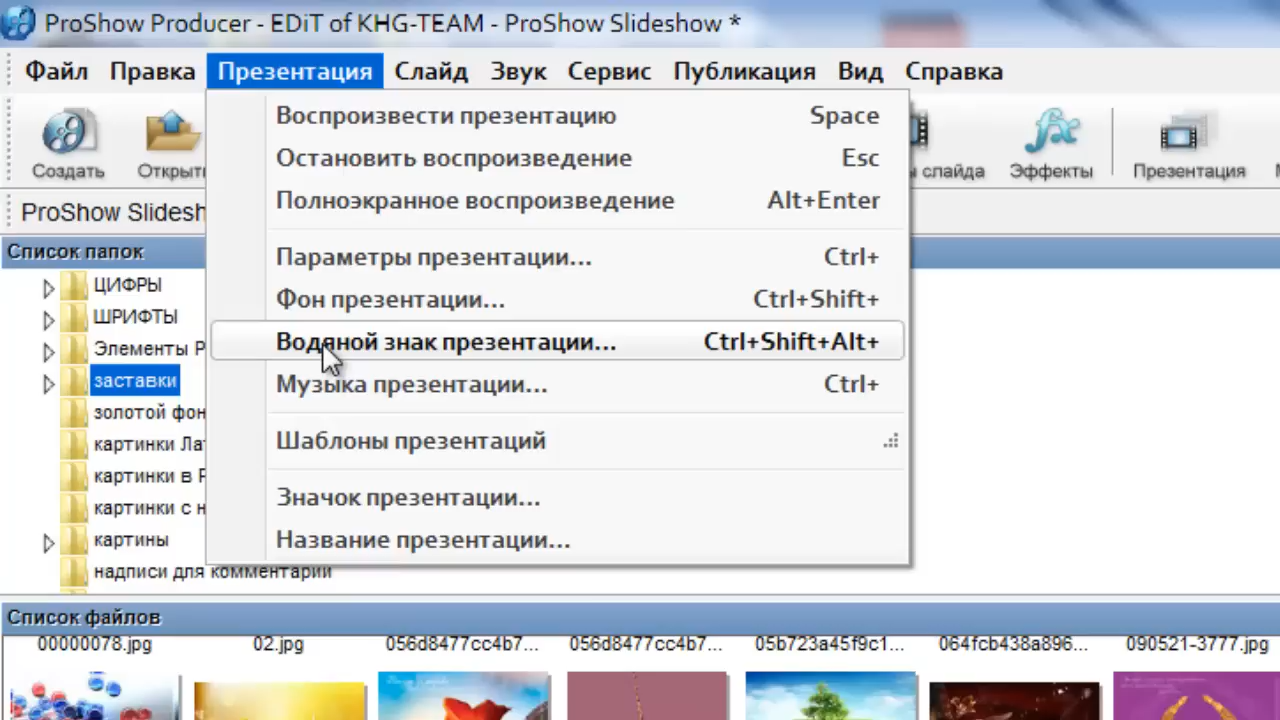 ProShow Producer - EDiT of KHG-TEAM - ProShow Slideshow *
Файл Правка Презентация Слайд Звук Сервис Публикация Вид Справка
Воспроизвести презентацию Space
Остановить воспроизведение Esc
Полноэкранное воспроизведение Alt+Enter
Параметры презентации... Ctrl+
Фон презентации... Ctrl+Shift+
Водяной знак презентации... Ctrl+Shift+Alt+
Музыка презентации... Ctrl+
Шаблоны презентаций
Значок презентации...
Название презентации...
Создать Открыт слайда Эффекты Презентация
ProShow Slidesh
Список папок
ЦИФРЫ
ШРИФТЫ
Элементы Р
заставки
золотой фон
картинки Лат
картинки в Р
картинки с н
картины
надписи для комментарии
Список файлов
00000078.jpg 02.jpg 056d8477cc4b7... 056d8477cc4b7... 05b723a45f9c1... 064fcb438a896... 090521-3777.jpg